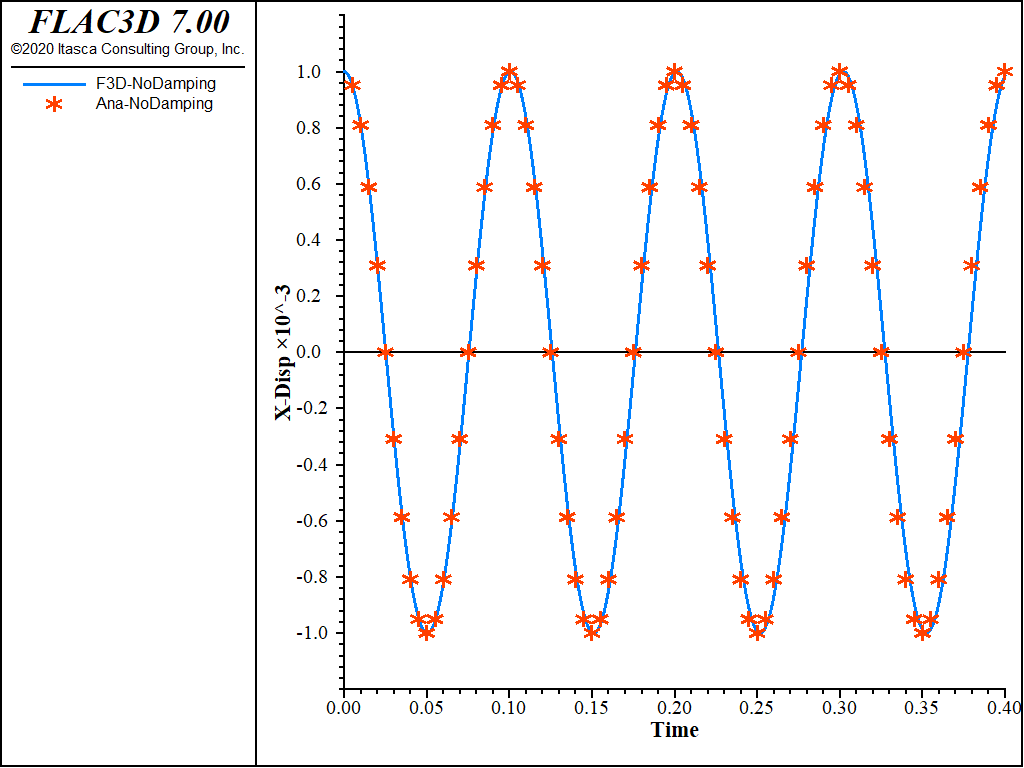 FLAC3D 7.00
©2020 Itasca Consulting Group, Inc.
F3D-NoDamping
Ana-NoDamping
X-Disp ×10^-3
1.0
0.8
0.6
0.4
0.2
0.0
-0.2
-0.4
-0.6
-0.8
-1.0
0.00 0.05 0.10 0.15 0.20 0.25 0.30 0.35 0.40
Time